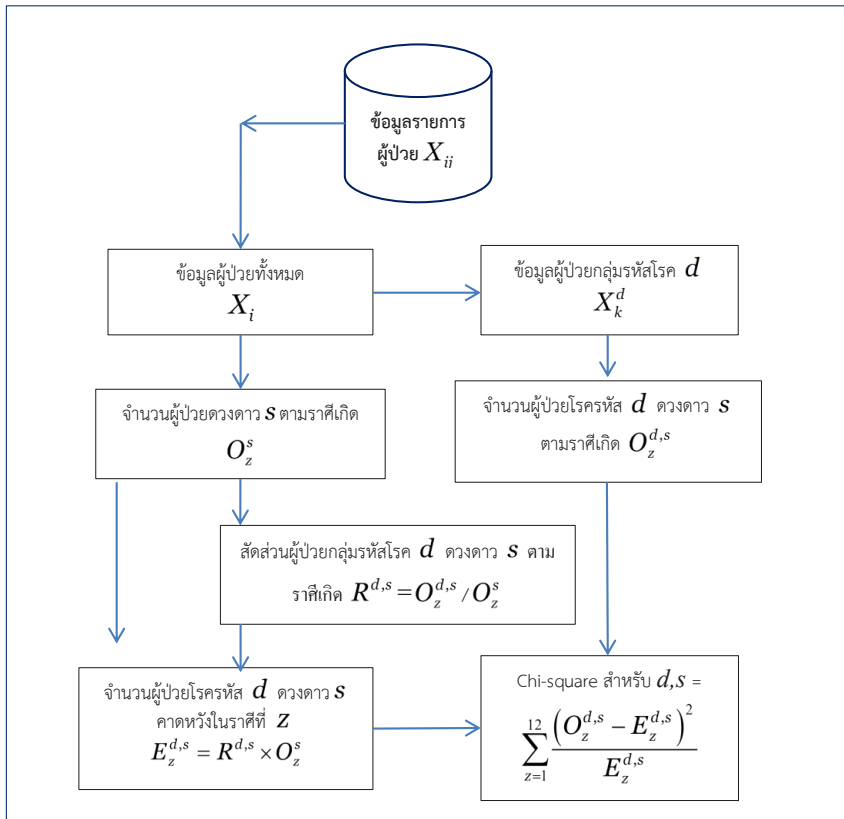 ข้อมูลรายการ
ผู้ป่วย X_{ij}
ข้อมูลผู้ป่วยทั้งหมด
X_i
ข้อมูลผู้ป่วยกลุ่มรหัสโรค d
X_k^d
จำนวนผู้ป่วยดวงดาว s ตามราศีเกิด
O_z^s
จำนวนผู้ป่วยโรครหัส d ดวงดาว s
ตามราศีเกิด O_z^{d,s}
สัดส่วนผู้ป่วยกลุ่มรหัสโรค d ดวงดาว s ตาม
ราศีเกิด R^{d,s} = O_z^{d,s} / O_z^s
จำนวนผู้ป่วยโรครหัส d ดวงดาว s
คาดหวังในราศีที่ z
E_z^{d,s} = R^{d,s} × O_z^s
Chi-square สำหรับ d,s =
\sum_{z=1}^{12} \frac{(O_z^{d,s} − E_z^{d,s})^2}{E_z^{d,s}}